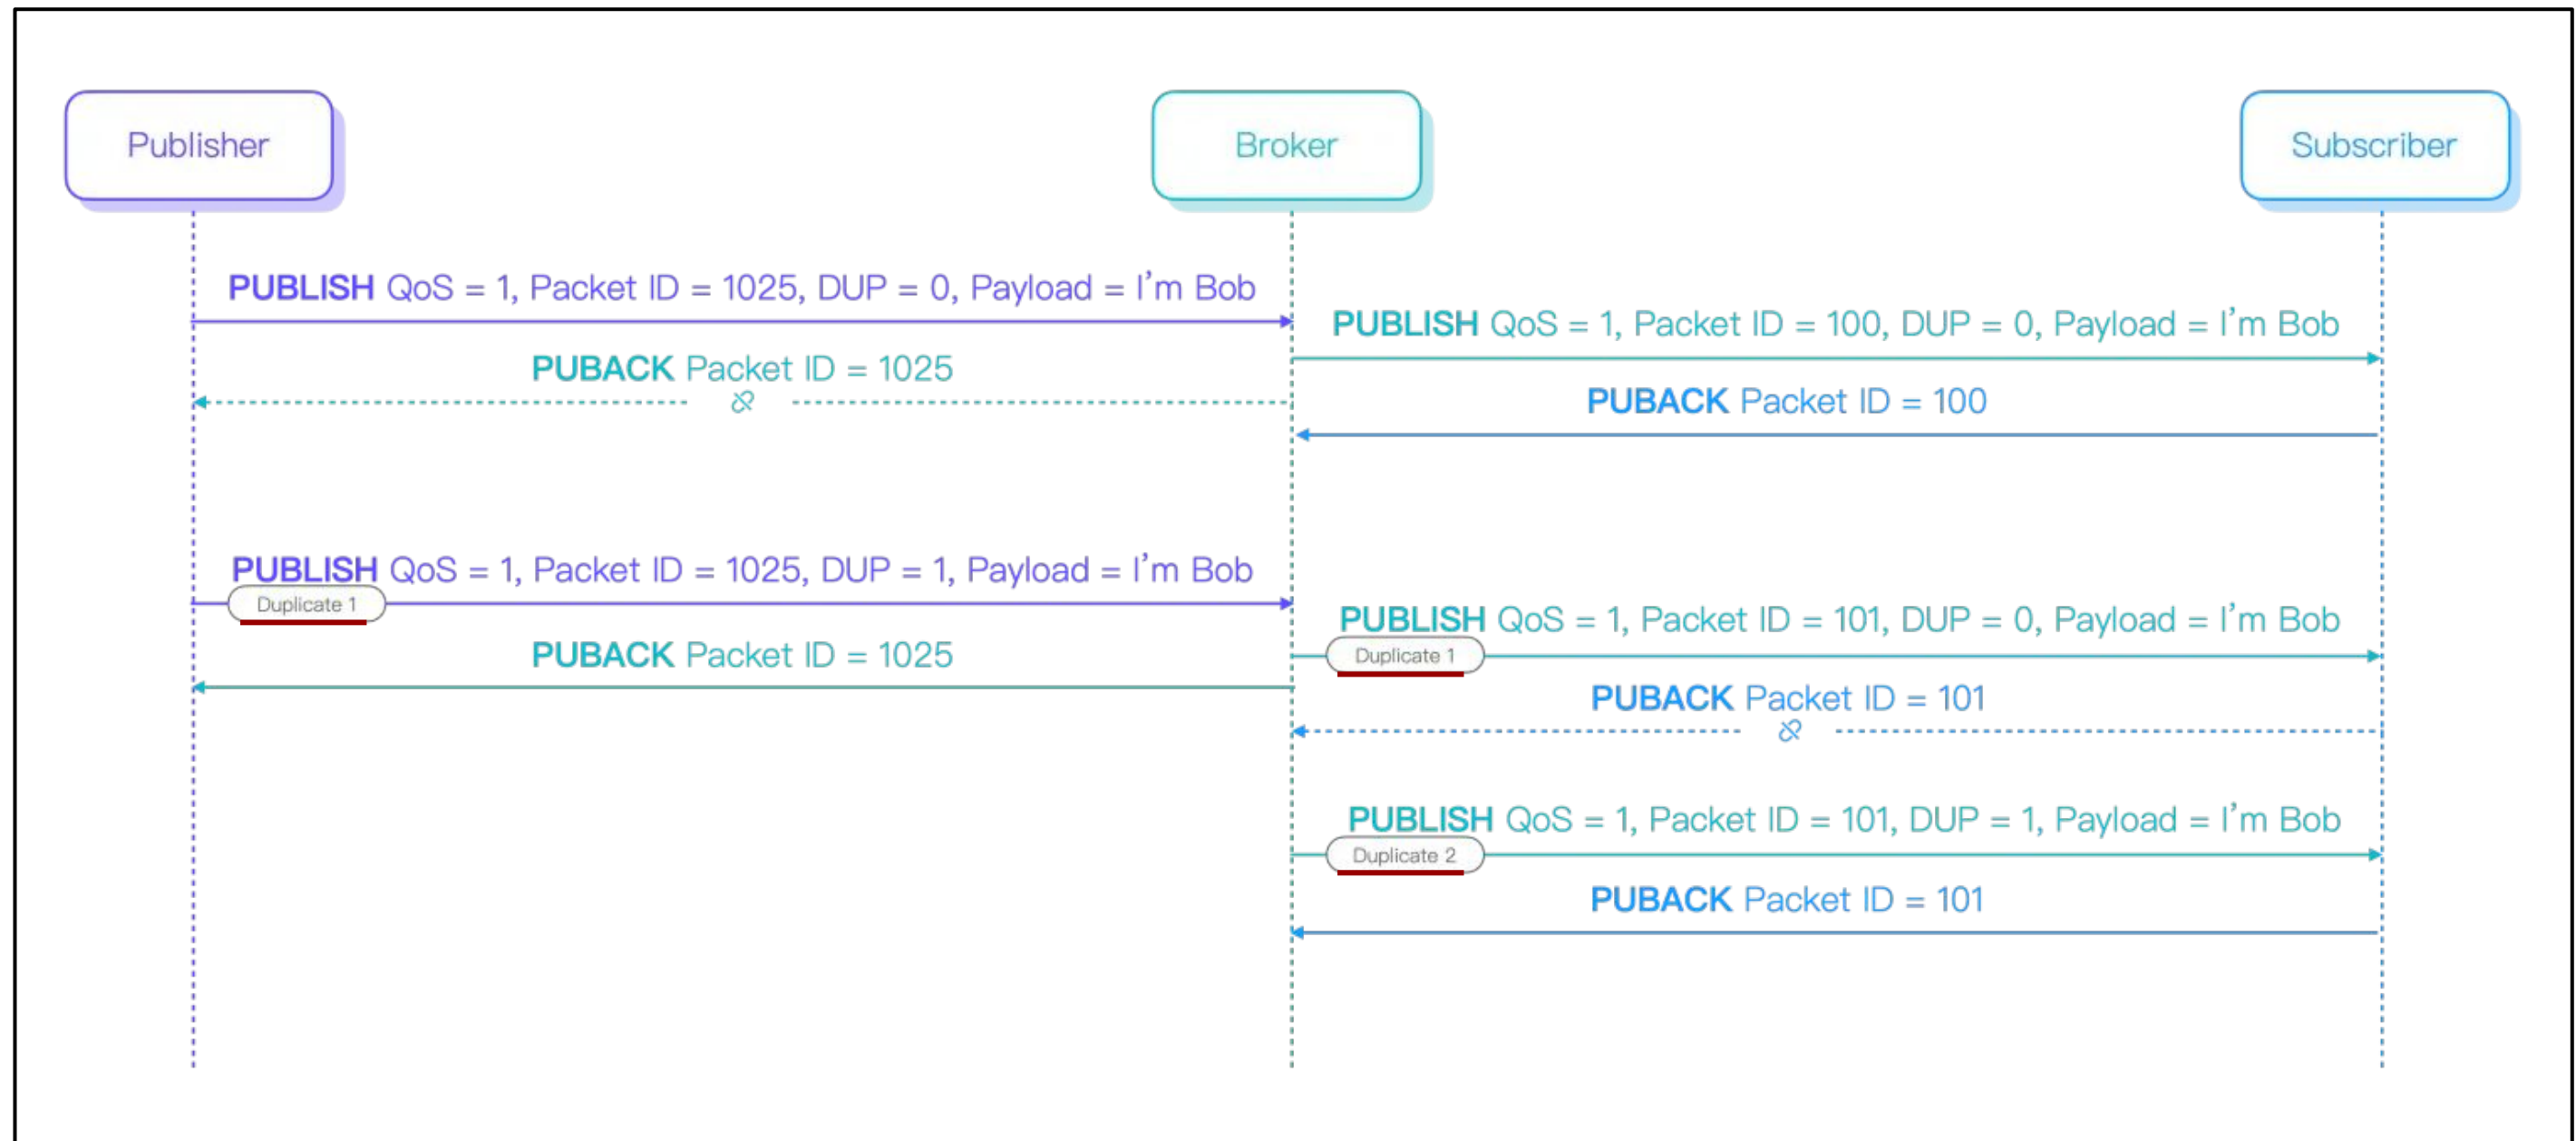 Publisher
Broker
Subscriber
PUBLISH QoS = 1, Packet ID = 1025, DUP = 0, Payload = I’m Bob
PUBLISH QoS = 1, Packet ID = 100, DUP = 0, Payload = I’m Bob
PUBACK Packet ID = 1025
PUBACK Packet ID = 100
PUBLISH QoS = 1, Packet ID = 1025, DUP = 1, Payload = I’m Bob
Duplicate 1
PUBLISH QoS = 1, Packet ID = 101, DUP = 0, Payload = I’m Bob
Duplicate 1
PUBACK Packet ID = 1025
PUBACK Packet ID = 101
PUBLISH QoS = 1, Packet ID = 101, DUP = 1, Payload = I’m Bob
Duplicate 2
PUBACK Packet ID = 101